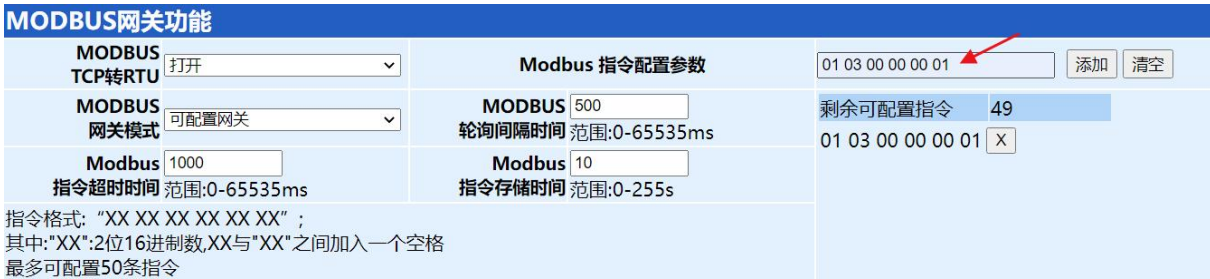 MODBUS网关功能
MODBUS
TCP转RTU
打开
Modbus 指令配置参数
01 03 00 00 00 01
添加
清空
MODBUS
网关模式
可配置网关
MODBUS
轮询间隔时间
500
范围:0-65535ms
剩余可配置指令
49
01 03 00 00 00 01
X
Modbus
指令超时时间
1000
范围:0-65535ms
Modbus
指令存储时间
10
范围:0-255s
指令格式:“XX XX XX XX XX XX”;
其中:"XX":2位16进制数,XX与"XX"之间加入一个空格
最多可配置50条指令